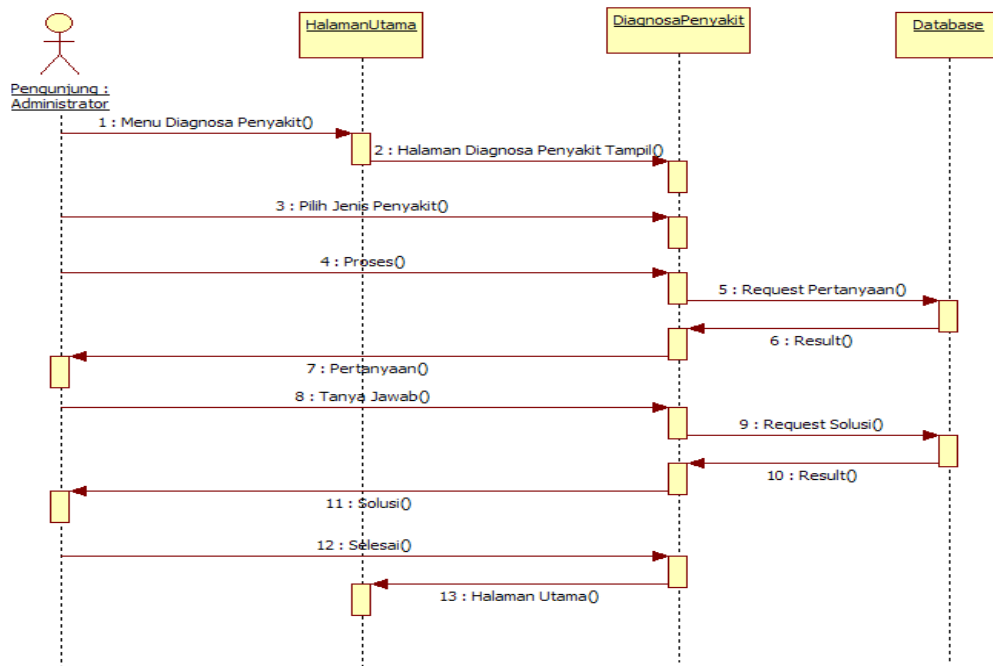 HalamanUtama
DiagnosaPenyakit
Database
Pengunjung :
Administrator
1 : Menu Diagnosa Penyakit()
2 : Halaman Diagnosa Penyakit Tampil()
3 : Pilih Jenis Penyakit()
4 : Proses()
5 : Request Pertanyaan()
6 : Result()
7 : Pertanyaan()
8 : Tanya Jawab()
9 : Request Solusi()
10 : Result()
11 : Solusi()
12 : Selesai()
13 : Halaman Utama()